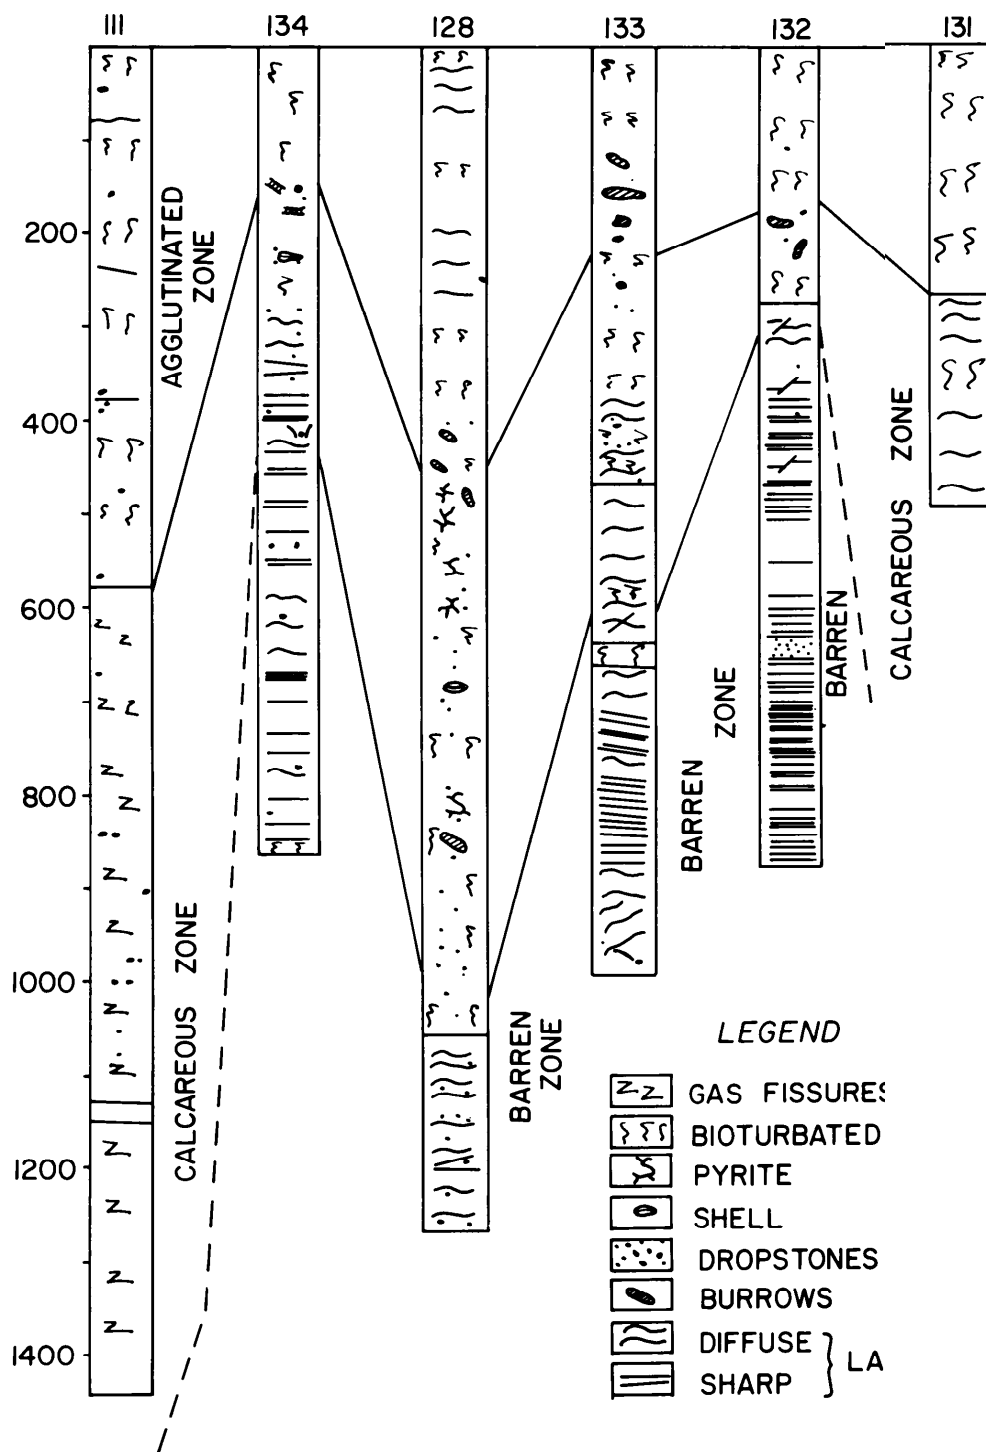 111 134 128 133 132 131
200
400
600
800
1000
1200
1400
AGGLUTINATED
ZONE
CALCAREOUS ZONE
BARREN
ZONE
BARREN
ZONE
BARREN
CALCAREOUS ZONE
LEGEND
GAS FISSURES
BIOTURBATED
PYRITE
SHELL
DROPSTONES
BURROWS
DIFFUSE
SHARP
LA